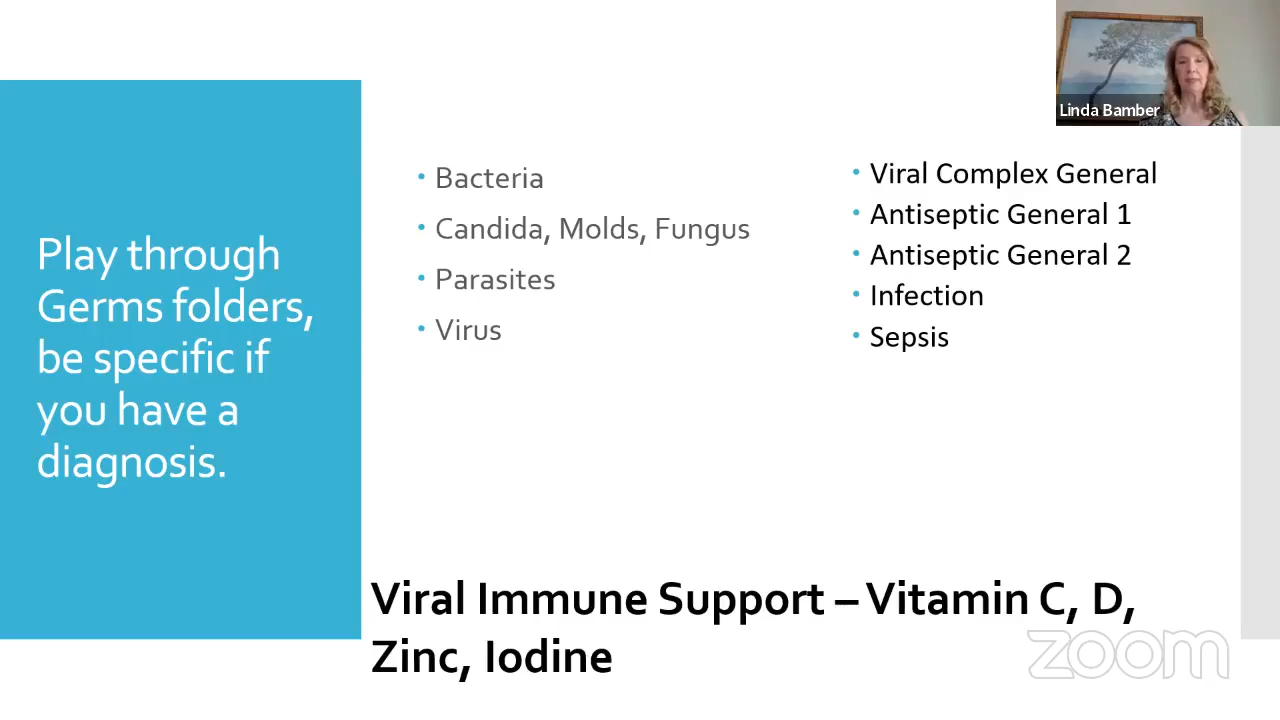 Linda Bamber
Play through
Germs folders,
be specific if
you have a
diagnosis.
• Bacteria
• Candida, Molds, Fungus
• Parasites
• Virus
• Viral Complex General
• Antiseptic General 1
• Antiseptic General 2
• Infection
• Sepsis
Viral Immune Support – Vitamin C, D,
Zinc, Iodine
zoom